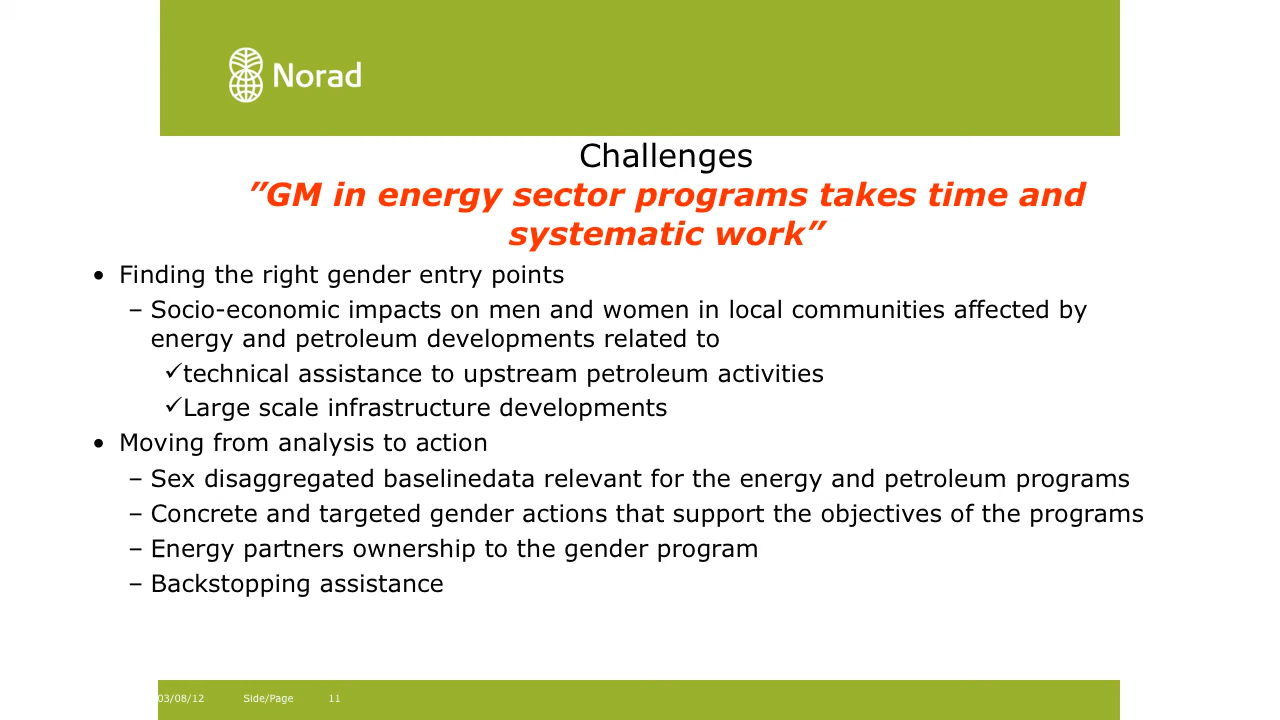 Norad
Challenges
”GM in energy sector programs takes time and
systematic work”
• Finding the right gender entry points
– Socio-economic impacts on men and women in local communities affected by
energy and petroleum developments related to
✓technical assistance to upstream petroleum activities
✓Large scale infrastructure developments
• Moving from analysis to action
– Sex disaggregated baselinedata relevant for the energy and petroleum programs
– Concrete and targeted gender actions that support the objectives of the programs
– Energy partners ownership to the gender program
– Backstopping assistance
03/08/12 Side/Page 11